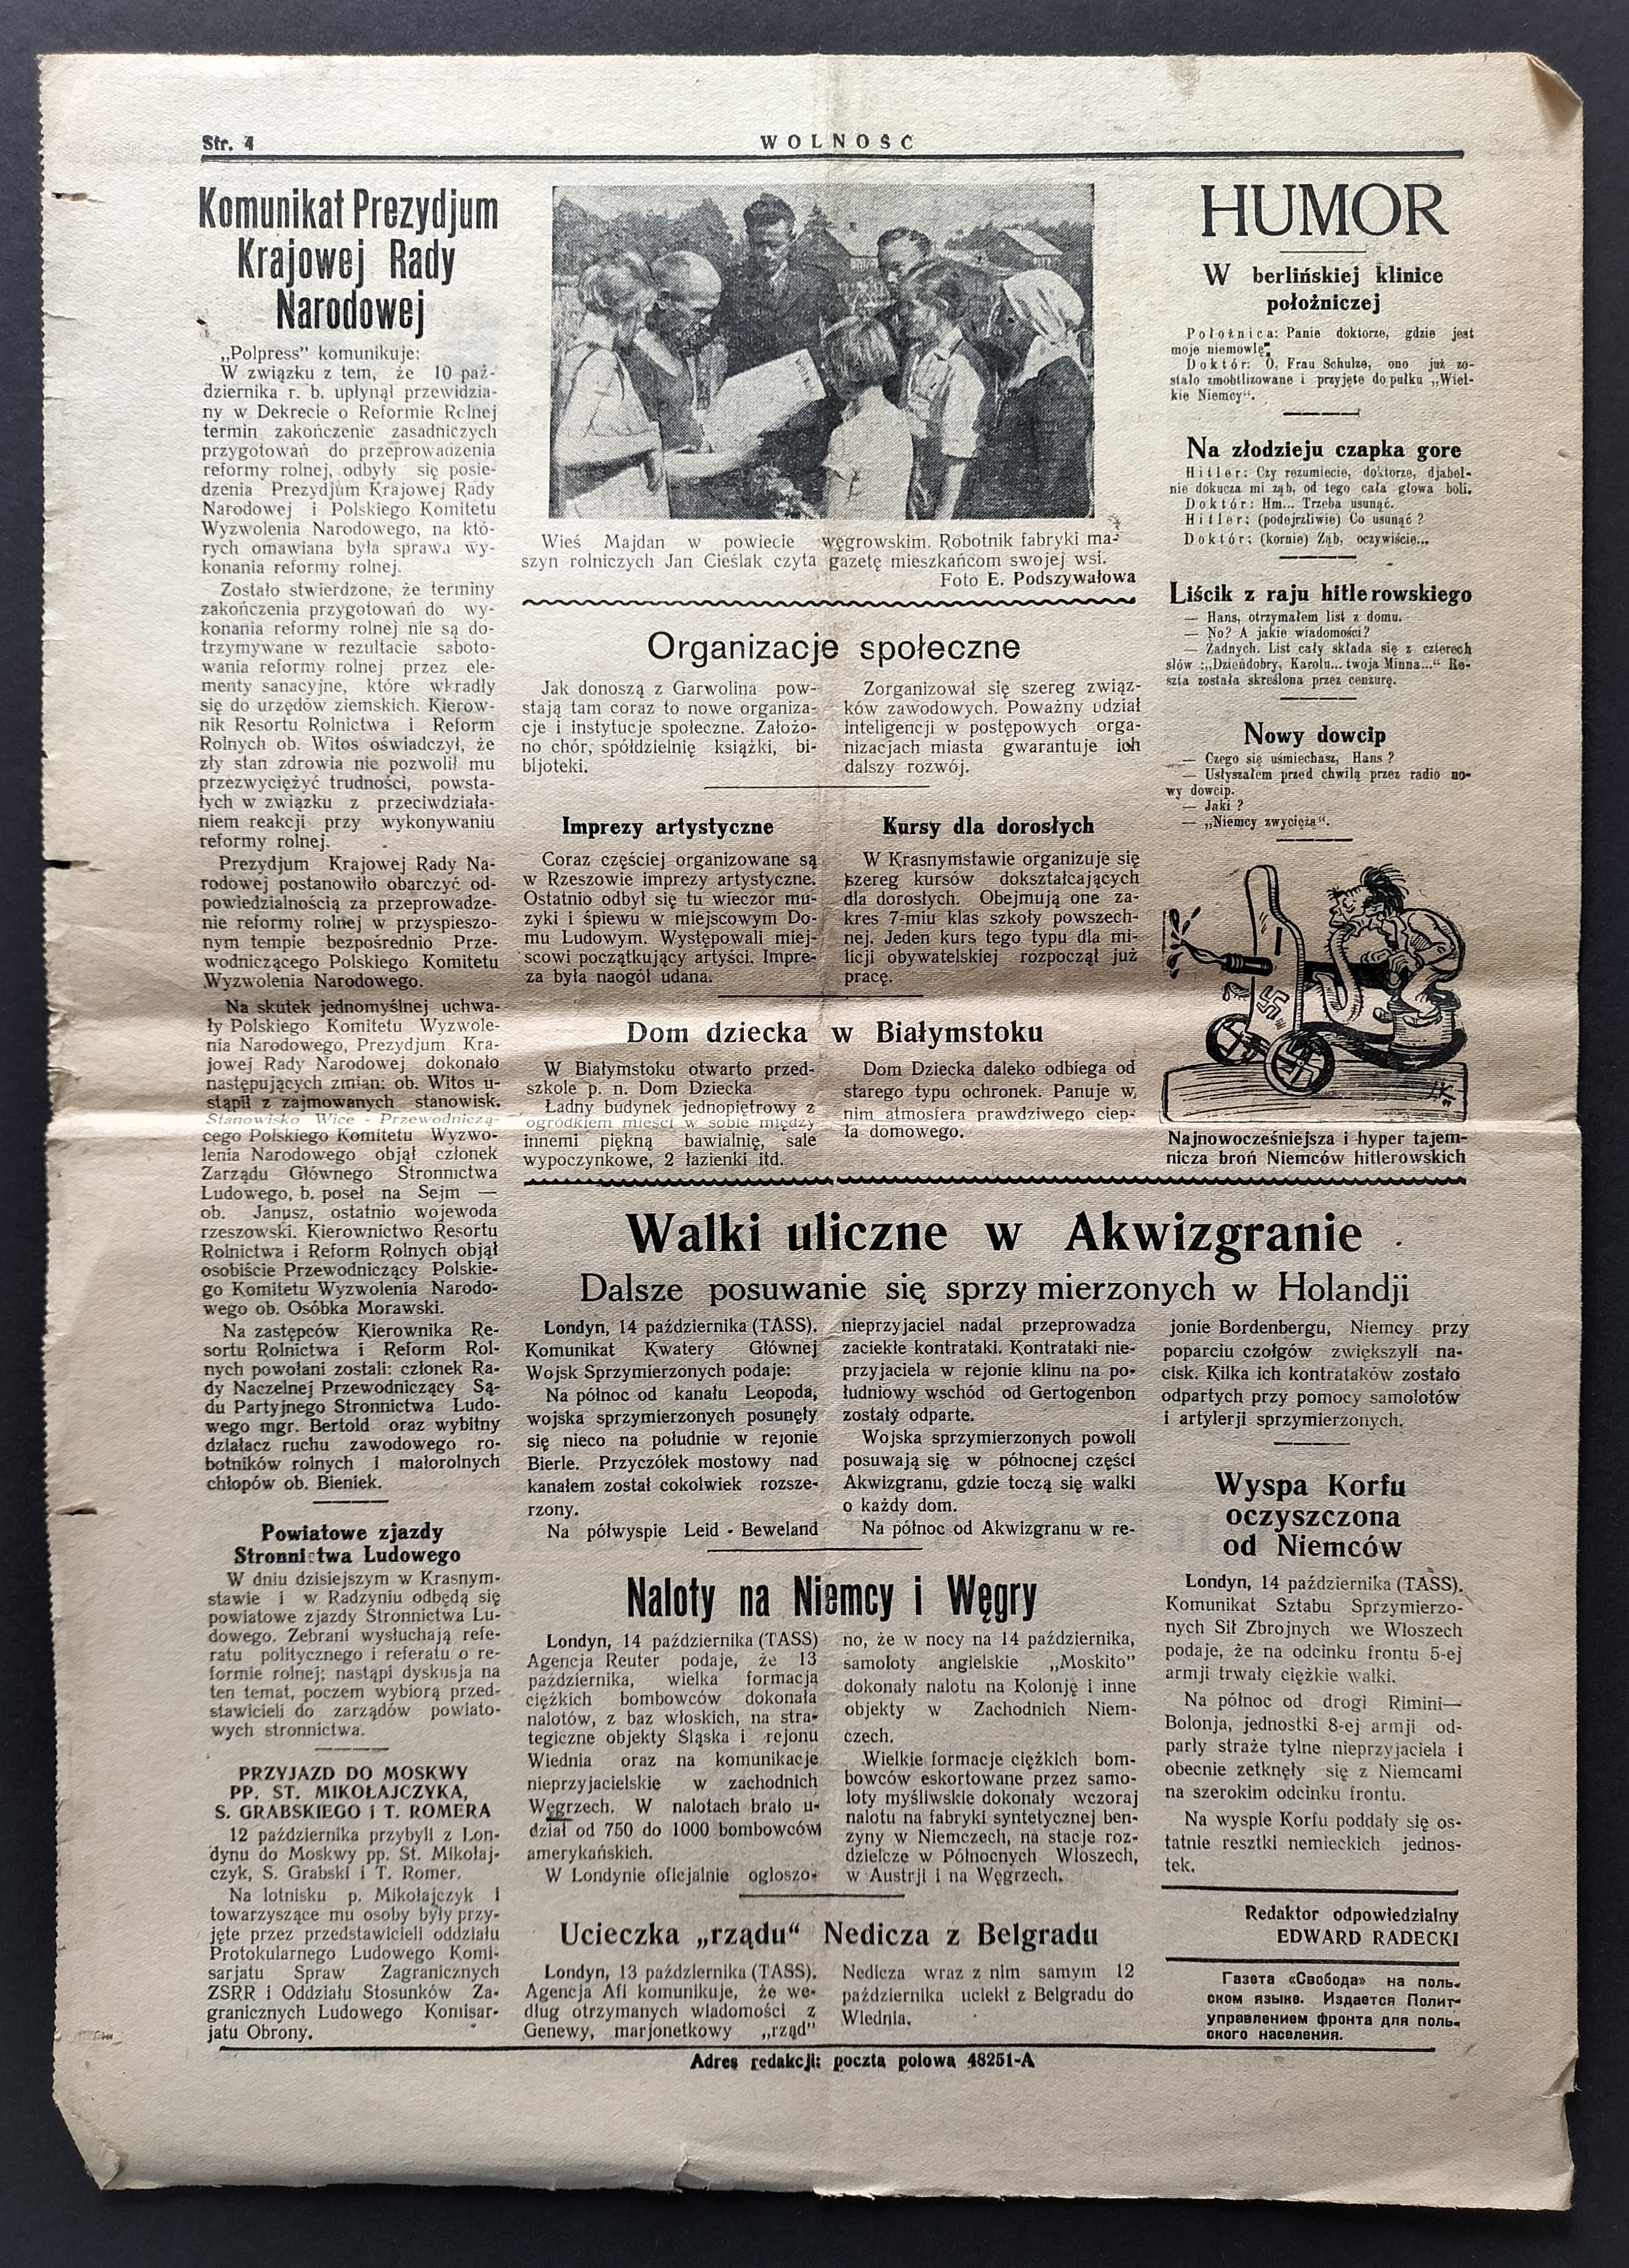 Str. 4
WOLNOŚĆ
Komunikat Prezydjum
Krajowej Rady
Narodowej
„Polpress” komunikuje:
W związku z tem, że 10 paź-
dziernika r. b. upłynął przewidzia-
ny w Dekrecie o Reformie Rolnej
termin zakończenie zasadniczych
przygotowań do przeprowadzenia
reformy rolnej, odbyły się posie-
dzenia Prezydjum Krajowej Rady
Narodowej i Polskiego Komitetu
Wyzwolenia Narodowego, na któ-
rych omawiana była sprawa wy-
konania reformy rolnej.
Zostało stwierdzone, że terminy
zakończenia przygotowań do wy-
konania reformy rolnej nie są do-
trzymywane w rezultacie saboto-
wania reformy rolnej przez ele-
menty sanacyjne, które wkradły
się do urzędów ziemskich. Kierow-
nik Resortu Rolnictwa i Reform
Rolnych ob. Witos oświadczył, że
zły stan zdrowia nie pozwolił mu
przezwyciężyć trudności, powsta-
łych w związku z przeciwdziała-
niem reakcji przy wykonywaniu
reformy rolnej.
Prezydjum Krajowej Rady Na-
rodowej postanowiło obarczyć od-
powiedzialnością za przeprowadze-
nie reformy rolnej w przyspieszo-
nym tempie bezpośrednio Prze-
wodniczącego Polskiego Komitetu
Wyzwolenia Narodowego.
Na skutek jednomyślnej uchwa-
ły Polskiego Komitetu Wyzwole-
nia Narodowego, Prezydjum Kra-
jowej Rady Narodowej dokonało
następujących zmian: ob. Witos u-
stąpił z zajmowanych stanowisk.
Stanowisko Wice - Przewodniczą-
cego Polskiego Komitetu Wyzwo-
lenia Narodowego objął członek
Zarządu Głównego Stronnictwa
Ludowego, b. poseł na Sejm —
ob. Janusz, ostatnio wojewoda
rzeszowski. Kierownictwo Resortu
Rolnictwa i Reform Rolnych objął
osobiście Przewodniczący Polskie-
go Komitetu Wyzwolenia Narodo-
wego ob. Osóbka Morawski.
Na zastępców Kierownika Re-
sortu Rolnictwa i Reform Rol-
nych powołani zostali: członek Ra-
dy Naczelnej Przewodniczący Są-
du Partyjnego Stronnictwa Ludo-
wego mgr. Bertold oraz wybitny
działacz ruchu zawodowego ro-
botników rolnych i małorolnych
chłopów ob. Bieniek.
Powiatowe zjazdy
Stronnictwa Ludowego
W dniu dzisiejszym w Krasnym-
stawie i w Radzyniu odbędą się
powiatowe zjazdy Stronnictwa Lu-
dowego. Zebrani wysłuchają refe-
ratu politycznego i referatu o re-
formie rolnej; nastąpi dyskusja na
ten temat, poczem wybiorą przed-
stawicieli do zarządów powiato-
wych stronnictwa.
PRZYJAZD DO MOSKWY
PP. ST. MIKOŁAJCZYKA,
S. GRABSKIEGO i T. ROMERA
12 października przybyli z Lon-
dynu do Moskwy pp. St. Mikołaj-
czyk, S. Grabski i T. Romer.
Na lotnisku p. Mikołajczyk i
towarzyszące mu osoby były przy-
jęte przez przedstawicieli oddziału
Protokularnego Ludowego Komi-
sarjatu Spraw Zagranicznych
ZSRR i Oddziału Stosunków Za-
granicznych Ludowego Komisar-
jatu Obrony.
Wieś Majdan w powiecie węgrowskim. Robotnik fabryki ma-
szyn rolniczych Jan Cieślak czyta gazetę mieszkańcom swojej wsi.
Foto E. Podszywałowa
Organizacje społeczne
Jak donoszą z Garwolina pow-
stają tam coraz to nowe organiza-
cje i instytucje społeczne. Założo-
no chór, spółdzielnię książki, bi-
bljoteki.
Zorganizował się szereg związ-
ków zawodowych. Poważny udział
inteligencji w postępowych orga-
nizacjach miasta gwarantuje ich
dalszy rozwój.
Imprezy artystyczne
Coraz częściej organizowane są
w Rzeszowie imprezy artystyczne.
Ostatnio odbył się tu wieczór mu-
zyki i śpiewu w miejscowym Do-
mu Ludowym. Występowali miej-
scowi początkujący artyści. Impre-
za była naogół udana.
Kursy dla dorosłych
W Krasnymstawie organizuje się
szereg kursów dokształcających
dla dorosłych. Obejmują one za-
kres 7-miu klas szkoły powszech-
nej. Jeden kurs tego typu dla mi-
licji obywatelskiej rozpoczął już
pracę.
Dom dziecka w Białymstoku
W Białymstoku otwarto przed-
szkole p. n. Dom Dziecka.
Ładny budynek jednopiętrowy z
ogródkiem mieści w sobie między
innemi piękną bawialnię, sale
wypoczynkowe, 2 łazienki itd.
Dom Dziecka daleko odbiega od
starego typu ochronek. Panuje w
nim atmosfera prawdziwego ciep-
ła domowego.
HUMOR
W berlińskiej klinice
położniczej
Położnica: Panie doktorze, gdzie jest
moje niemowlę?
Doktór: O, Frau Schulze, ono już zo-
stało zmobilizowane i przyjęte do pułku „Wiel-
kie Niemcy“.
Na złodzieju czapka gore
Hitler: Czy rozumiecie, doktorze, djabel-
nie dokucza mi ząb, od tego cała głowa boli.
Doktór: Hm... Trzeba usunąć.
Hitler: (podejrzliwie) Co usunąć ?
Doktór: (kornie) Ząb, oczywiście...
Liścik z raju hitlerowskiego
— Hans, otrzymałem list z domu.
— No? A jakie wiadomości?
— Żadnych. List cały składa się z czterech
słów :„Dzieńdobry, Karolu... twoja Minna...“ Re-
szta została skreślona przez cenzurę.
Nowy dowcip
— Czego się uśmiechasz, Hans ?
— Usłyszałem przed chwilą przez radio no-
wy dowcip.
— Jaki ?
— „Niemcy zwyciężą“.
Najnowocześniejsza i hyper tajem-
nicza broń Niemców hitlerowskich
Walki uliczne w Akwizgranie
Dalsze posuwanie się sprzymierzonych w Holandji
Londyn, 14 października (TASS).
Komunikat Kwatery Głównej
Wojsk Sprzymierzonych podaje:
Na północ od kanału Leopoda,
wojska sprzymierzonych posunęły
się nieco na południe w rejonie
Bierle. Przyczółek mostowy nad
kanałem został cokolwiek rozsze-
rzony.
Na półwyspie Leid - Beweland
nieprzyjaciel nadal przeprowadza
zaciekłe kontrataki. Kontrataki nie-
przyjaciela w rejonie klinu na po-
łudniowy wschód od Gertogenbon
zostały odparte.
Wojska sprzymierzonych powoli
posuwają się w północnej części
Akwizgranu, gdzie toczą się walki
o każdy dom.
Na północ od Akwizgranu w re-
jonie Bordenbergu, Niemcy przy
poparciu czołgów zwiększyli na-
cisk. Kilka ich kontrataków zostało
odpartych przy pomocy samolotów
i artylerji sprzymierzonych.
Naloty na Niemcy i Węgry
Londyn, 14 października (TASS)
Agencja Reuter podaje, że 13
października, wielka formacja
ciężkich bombowców dokonała
nalotów, z baz włoskich, na stra-
tegiczne objekty Śląska i rejonu
Wiednia oraz na komunikacje
nieprzyjacielskie w zachodnich
Węgrzech. W nalotach brało u-
dział od 750 do 1000 bombowców
amerykańskich.
W Londynie oficjalnie ogłoszo-
no, że w nocy na 14 października,
samoloty angielskie „Moskito”
dokonały nalotu na Kolonję i inne
objekty w Zachodnich Niem-
czech.
Wielkie formacje ciężkich bom-
bowców eskortowane przez samo-
loty myśliwskie dokonały wczoraj
nalotu na fabryki syntetycznej ben-
zyny w Niemczech, na stacje roz-
dzielcze w Północnych Włoszech,
w Austrji i na Węgrzech.
Ucieczka „rządu“ Nedicza z Belgradu
Londyn, 13 października (TASS).
Agencja Afi komunikuje, że we-
dług otrzymanych wiadomości z
Genewy, marjonetkowy „rząd”
Nedicza wraz z nim samym 12
października uciekł z Belgradu do
Wiednia.
Wyspa Korfu
oczyszczona
od Niemców
Londyn, 14 października (TASS).
Komunikat Sztabu Sprzymierzo-
nych Sił Zbrojnych we Włoszech
podaje, że na odcinku frontu 5-ej
armji trwały ciężkie walki.
Na północ od drogi Rimini—
Bolonja, jednostki 8-ej armji od-
parły straże tylne nieprzyjaciela i
obecnie zetknęły się z Niemcami
na szerokim odcinku frontu.
Na wyspie Korfu poddały się os-
tatnie resztki nemieckich jednos-
tek.
Redaktor odpowiedzialny
EDWARD RADECKI
Газета «Свобода» на поль-
ском языке. Издается Полит-
управлением фронта для поль-
ского населения.
Adres redakcji: poczta polowa 48251-A